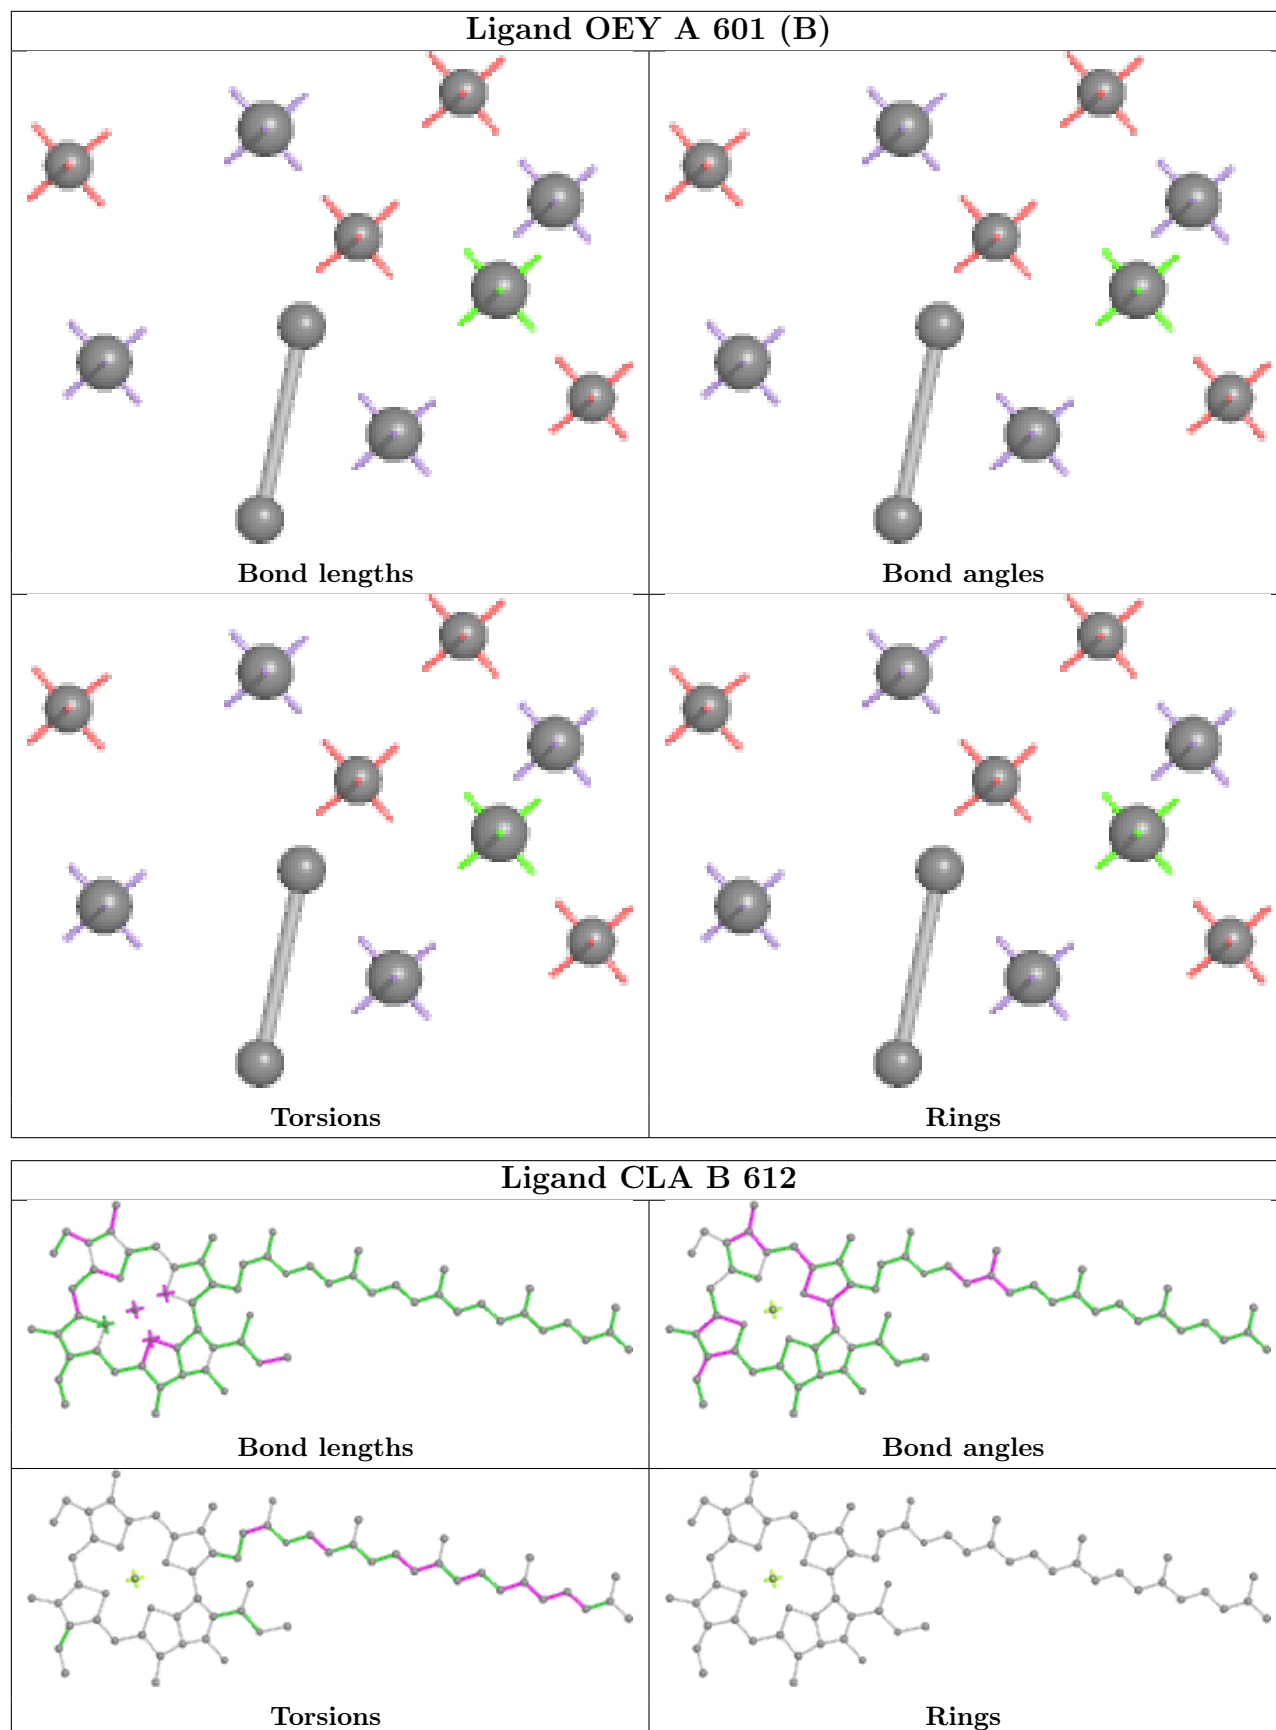 Ligand OEY A 601 (B)
Bond lengths
Bond angles
Torsions
Rings
Ligand CLA B 612
Bond lengths
Bond angles
Torsions
Rings